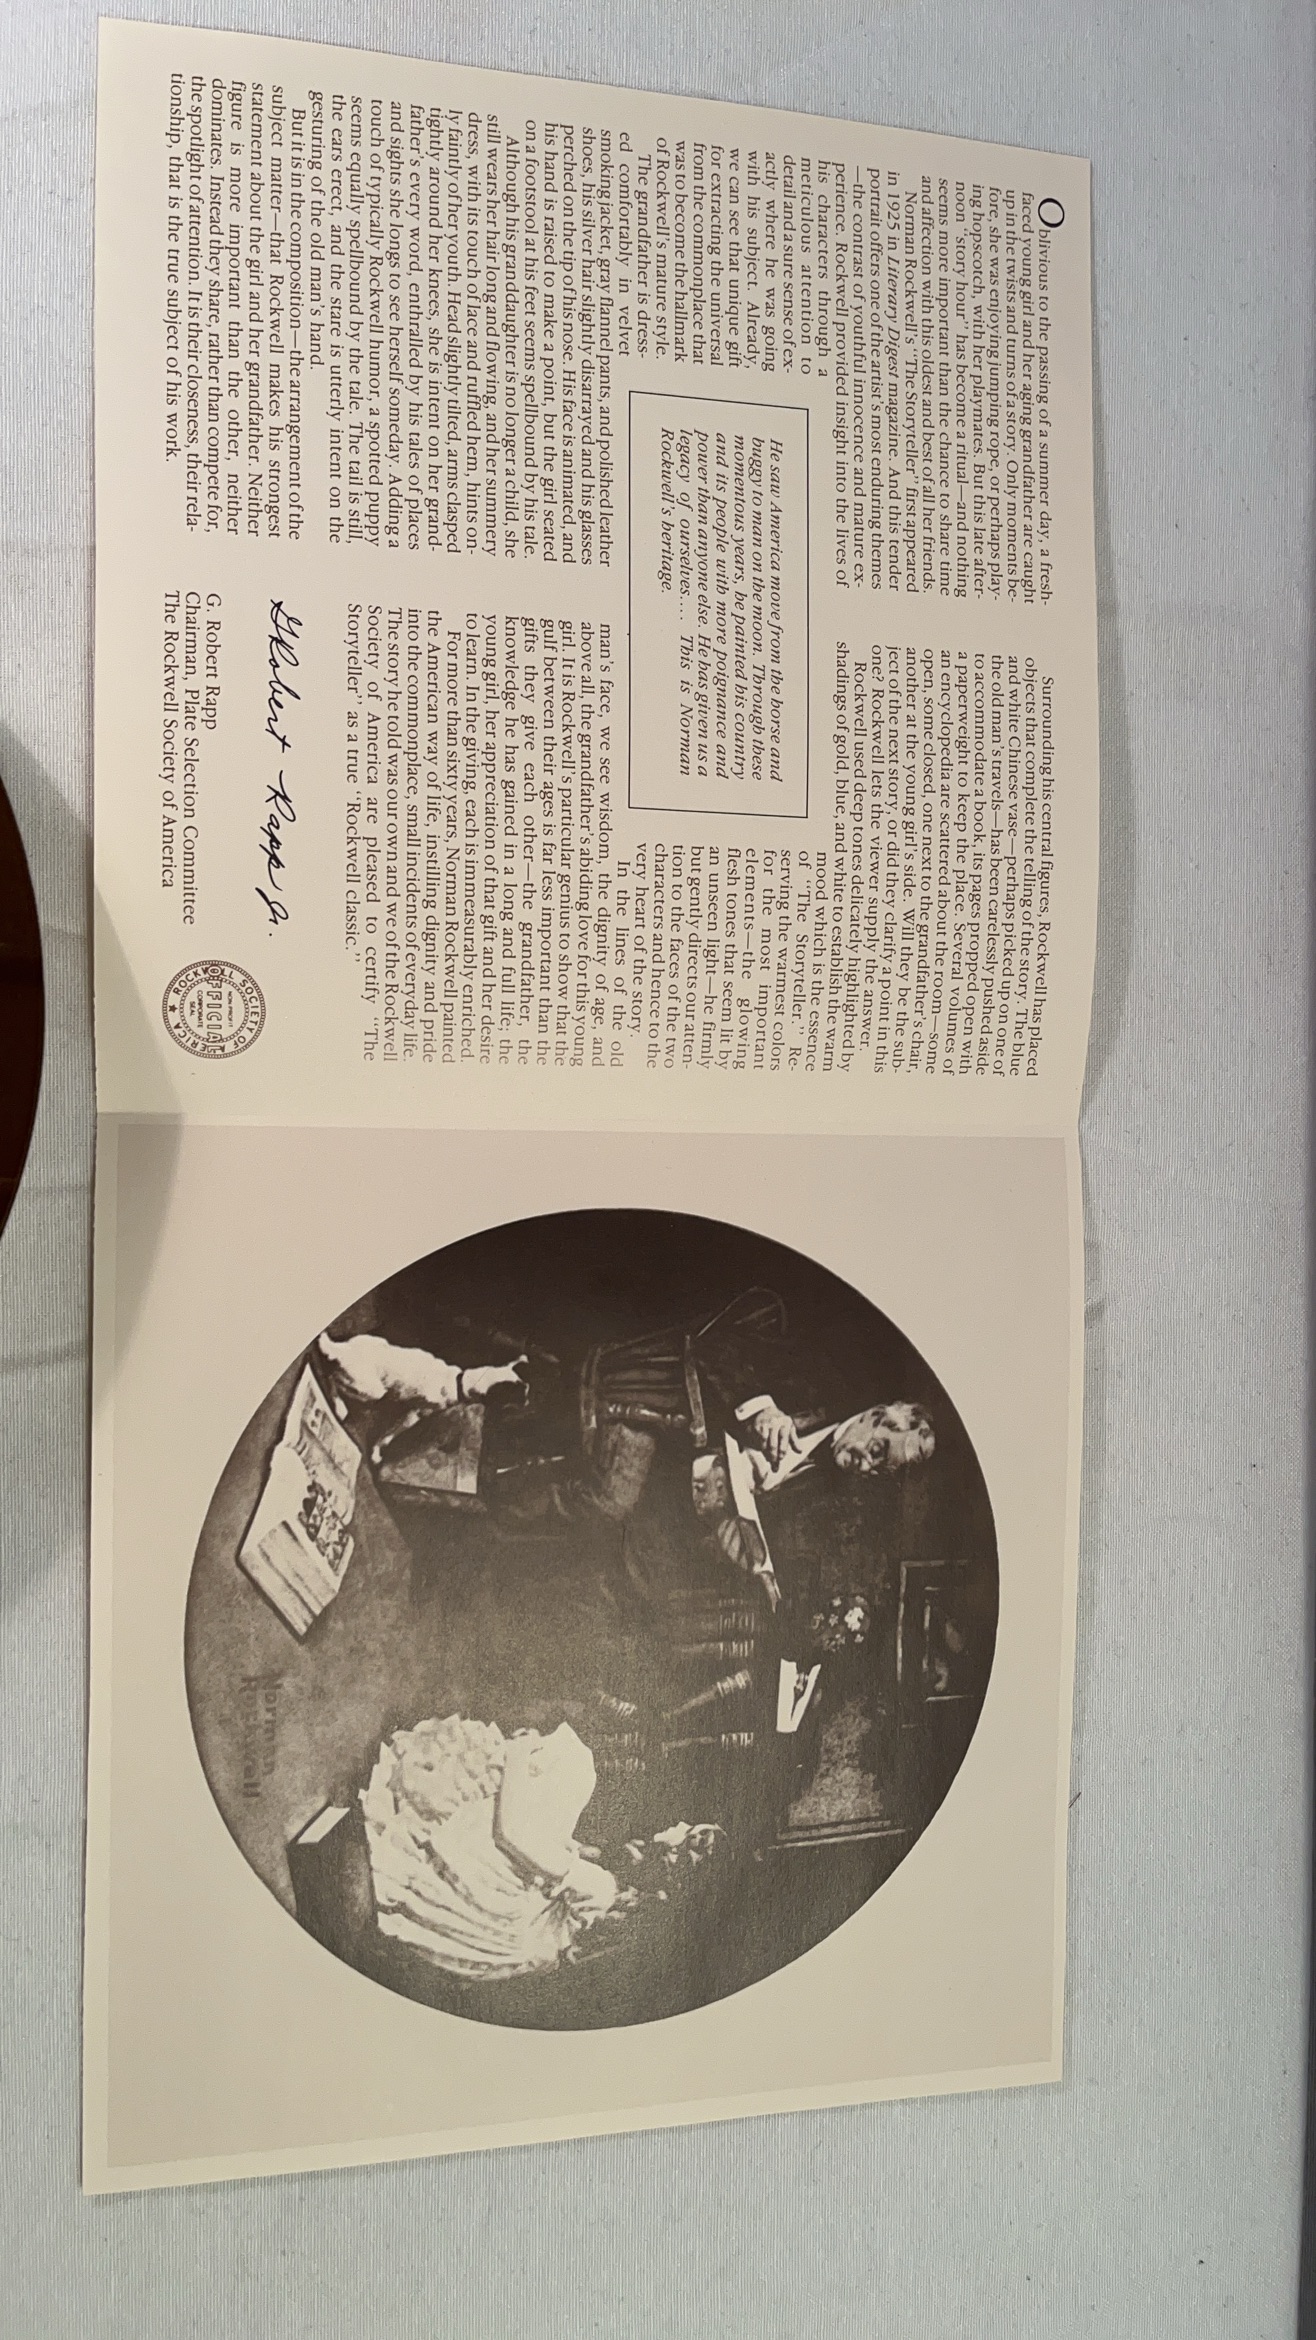 Oblivious to the passing of a summer day, a fresh-
faced young girl and her aging grandfather are caught
up in the twists and turns of a story. Only moments be-
fore, she was enjoying jumping rope, or perhaps play-
ing hopscotch, with her playmates. But this late after-
noon “story hour” has become a ritual—and nothing
seems more important than the chance to share time
and affection with this oldest and best of all her friends.
Norman Rockwell's “The Storyteller” first appeared
in 1925 in Literary Digest magazine. And this tender
portrait offers one of the artist's most enduring themes
—the contrast of youthful innocence and mature ex-
perience. Rockwell provided insight into the lives of
his characters through a
meticulous attention to
detail and a sure sense of ex-
actly where he was going
with his subject. Already,
we can see that unique gift
for extracting the universal
from the commonplace that
was to become the hallmark
of Rockwell's mature style.
The grandfather is dress-
ed comfortably in velvet
smoking jacket, gray flannel pants, and polished leather
shoes, his silver hair slightly disarrayed and his glasses
perched on the tip of his nose. His face is animated, and
his hand is raised to make a point, but the girl seated
on a footstool at his feet seems spellbound by his tale.
Although his granddaughter is no longer a child, she
still wears her hair long and flowing, and her summery
dress, with its touch of lace and ruffled hem, hints on-
ly faintly of her youth. Head slightly tilted, arms clasped
tightly around her knees, she is intent on her grand-
father's every word, enthralled by his tales of places
and sights she longs to see herself someday. Adding a
touch of typically Rockwell humor, a spotted puppy
seems equally spellbound by the tale. The tail is still,
the ears erect, and the stare is utterly intent on the
gesturing of the old man's hand.
But it is in the composition—the arrangement of the
subject matter—that Rockwell makes his strongest
statement about the girl and her grandfather. Neither
figure is more important than the other, neither
dominates. Instead they share, rather than compete for,
the spotlight of attention. It is their closeness, their rela-
tionship, that is the true subject of his work.
He saw America move from the horse and
buggy to man on the moon. Through these
momentous years, he painted his country
and its people with more poignance and
power than anyone else. He has given us a
legacy of ourselves.... This is Norman
Rockwell's heritage.
Surrounding his central figures, Rockwell has placed
objects that complete the telling of the story. The blue
and white Chinese vase—perhaps picked up on one of
the old man's travels—has been carelessly pushed aside
to accommodate a book, its pages propped open with
a paperweight to keep the place. Several volumes of
an encyclopedia are scattered about the room—some
open, some closed, one next to the grandfather's chair,
another at the young girl's side. Will they be the sub-
ject of the next story, or did they clarify a point in this
one? Rockwell lets the viewer supply the answer.
Rockwell used deep tones delicately highlighted by
shadings of gold, blue, and white to establish the warm
mood which is the essence
of “The Storyteller.” Re-
serving the warmest colors
for the most important
elements—the glowing
flesh tones that seem lit by
an unseen light—he firmly
but gently directs our atten-
tion to the faces of the two
characters and hence to the
very heart of the story.
In the lines of the old
man's face, we see wisdom, the dignity of age, and
above all, the grandfather's abiding love for this young
girl. It is Rockwell's particular genius to show that the
gulf between their ages is far less important than the
gifts they give each other—the grandfather, the
knowledge he has gained in a long and full life; the
young girl, her appreciation of that gift and her desire
to learn. In the giving, each is immeasurably enriched.
For more than sixty years, Norman Rockwell painted
the American way of life, instilling dignity and pride
into the commonplace, small incidents of everyday life.
The story he told was our own and we of the Rockwell
Society of America are pleased to certify “The
Storyteller” as a true “Rockwell classic.”
G Robert Rapp Jr.
G. Robert Rapp
Chairman, Plate Selection Committee
The Rockwell Society of America
ROCKWELL SOCIETY OF AMERICA
NON-PROFIT
OFFICIAL
CORPORATE
SEAL
Norman
Rockwell